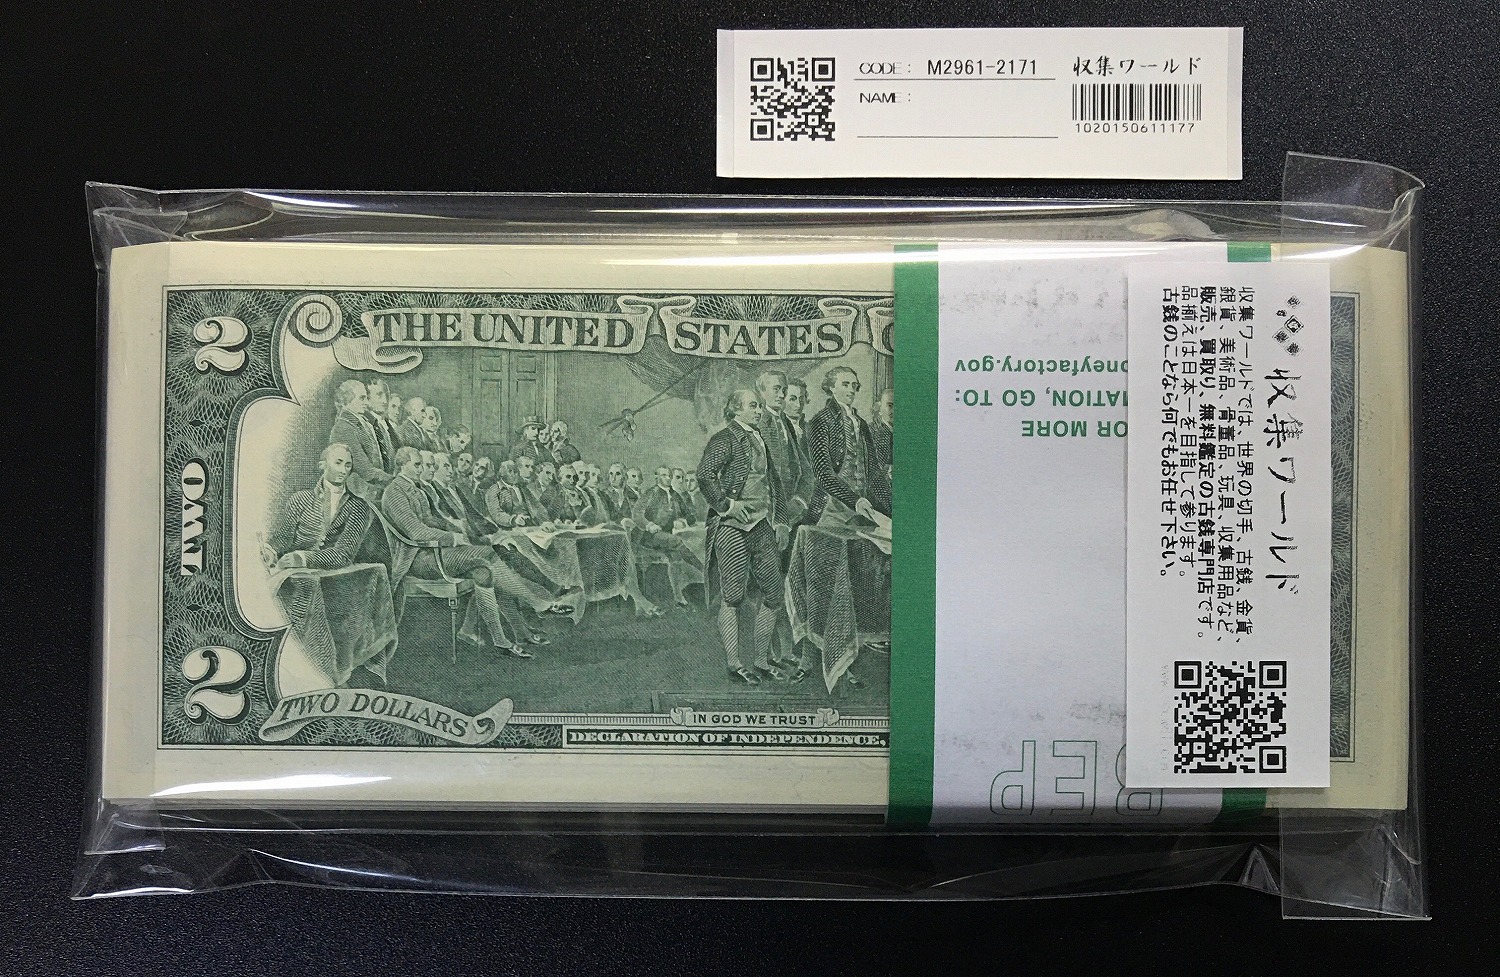 CODE: M2961-2171
NAME:
収集ワールド
1020150611177
THE UNITED STATES
2
TWO
2
TWO DOLLARS
IN GOD WE TRUST
DECLARATION OF INDEPENDENCE,
OR MORE
MATION, GO TO:
oneyfactory.gov
BEP
収集ワールド
収集ワールドでは、世界の切手、古銭、金貨、
銀貨、美術品、骨董品、玩具、収集用品など、
販売、買取り、無料鑑定の古銭専門店です。
品揃えは日本一を目指して参ります。
古銭のことなら何でもお任せ下さい。